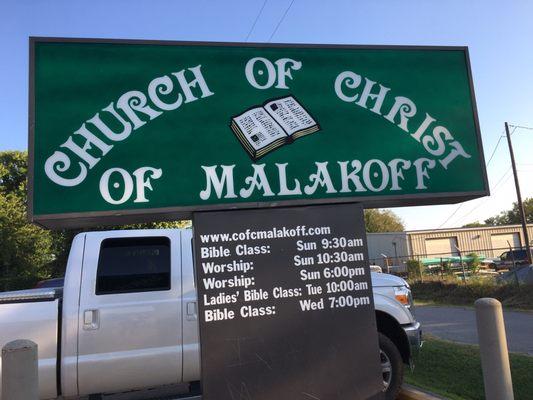 CHURCH OF CHRIST
OF MALAKOFF
www.cofcmalakoff.com
Bible Class: Sun 9:30am
Worship: Sun 10:30am
Worship: Sun 6:00pm
Ladies' Bible Class: Tue 10:00am
Bible Class: Wed 7:00pm